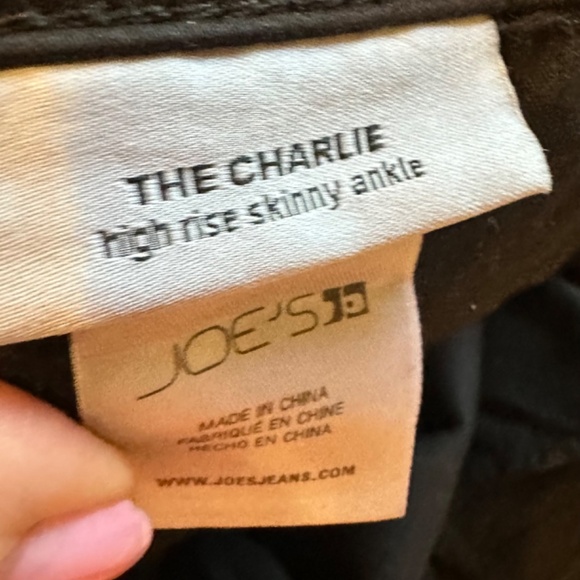 THE CHARLIE
high rise skinny ankle
JOE'S
MADE IN CHINA
FABRIQUÉ EN CHINE
HECHO EN CHINA
WWW.JOESJEANS.COM